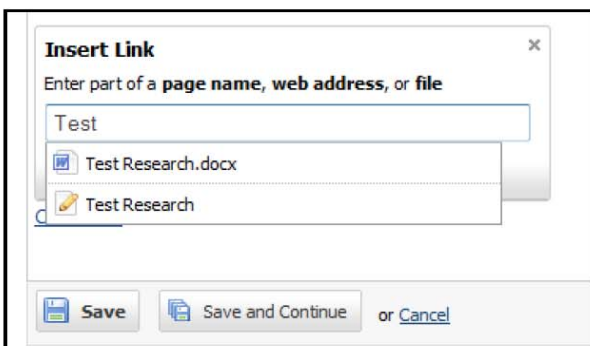 Insert Link
Enter part of a page name, web address, or file
Test
Test Research.docx
Test Research
Save
Save and Continue
or Cancel